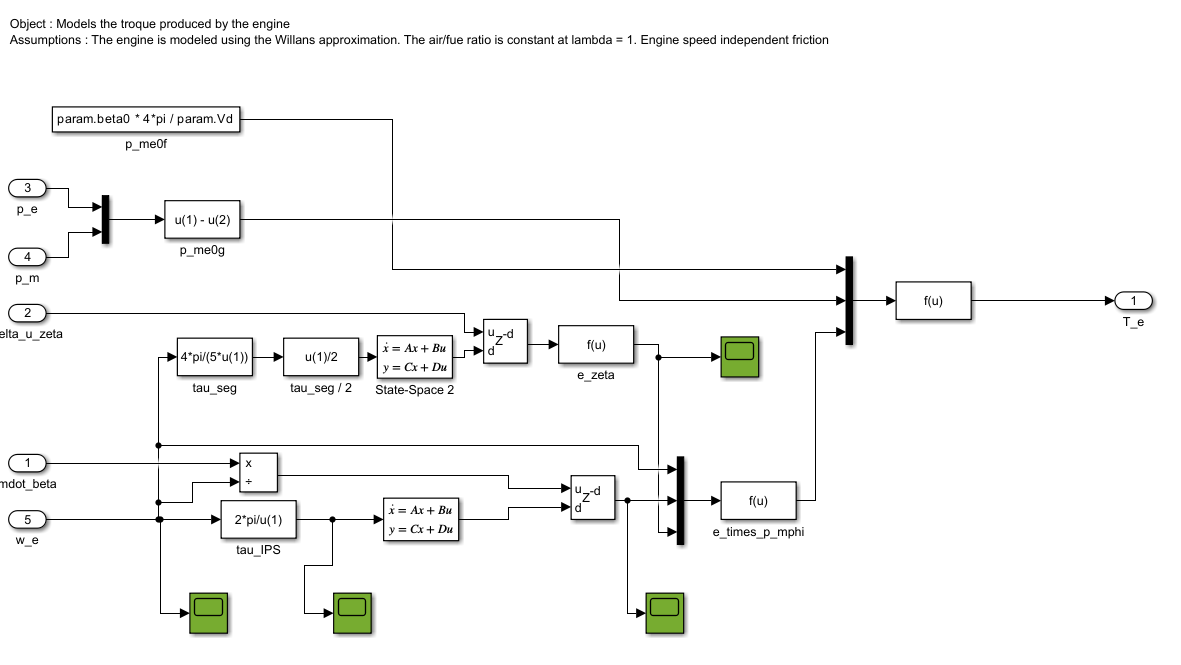 Object : Models the troque produced by the engine
Assumptions : The engine is modeled using the Willans approximation. The air/fue ratio is constant at lambda = 1. Engine speed independent friction
param.beta0 * 4*pi / param.Vd
p_me0f
3
p_e
u(1) - u(2)
p_me0g
4
p_m
2
elta_u_zeta
4*pi/(5*u(1))
tau_seg
u(1)/2
tau_seg / 2
ẋ = Ax + Bu
y = Cx + Du
State-Space 2
u
Z-d
d
f(u)
e_zeta
f(u)
1
T_e
1
mdot_beta
x
÷
5
w_e
2*pi/u(1)
tau_IPS
ẋ = Ax + Bu
y = Cx + Du
u
Z-d
d
f(u)
e_times_p_mphi